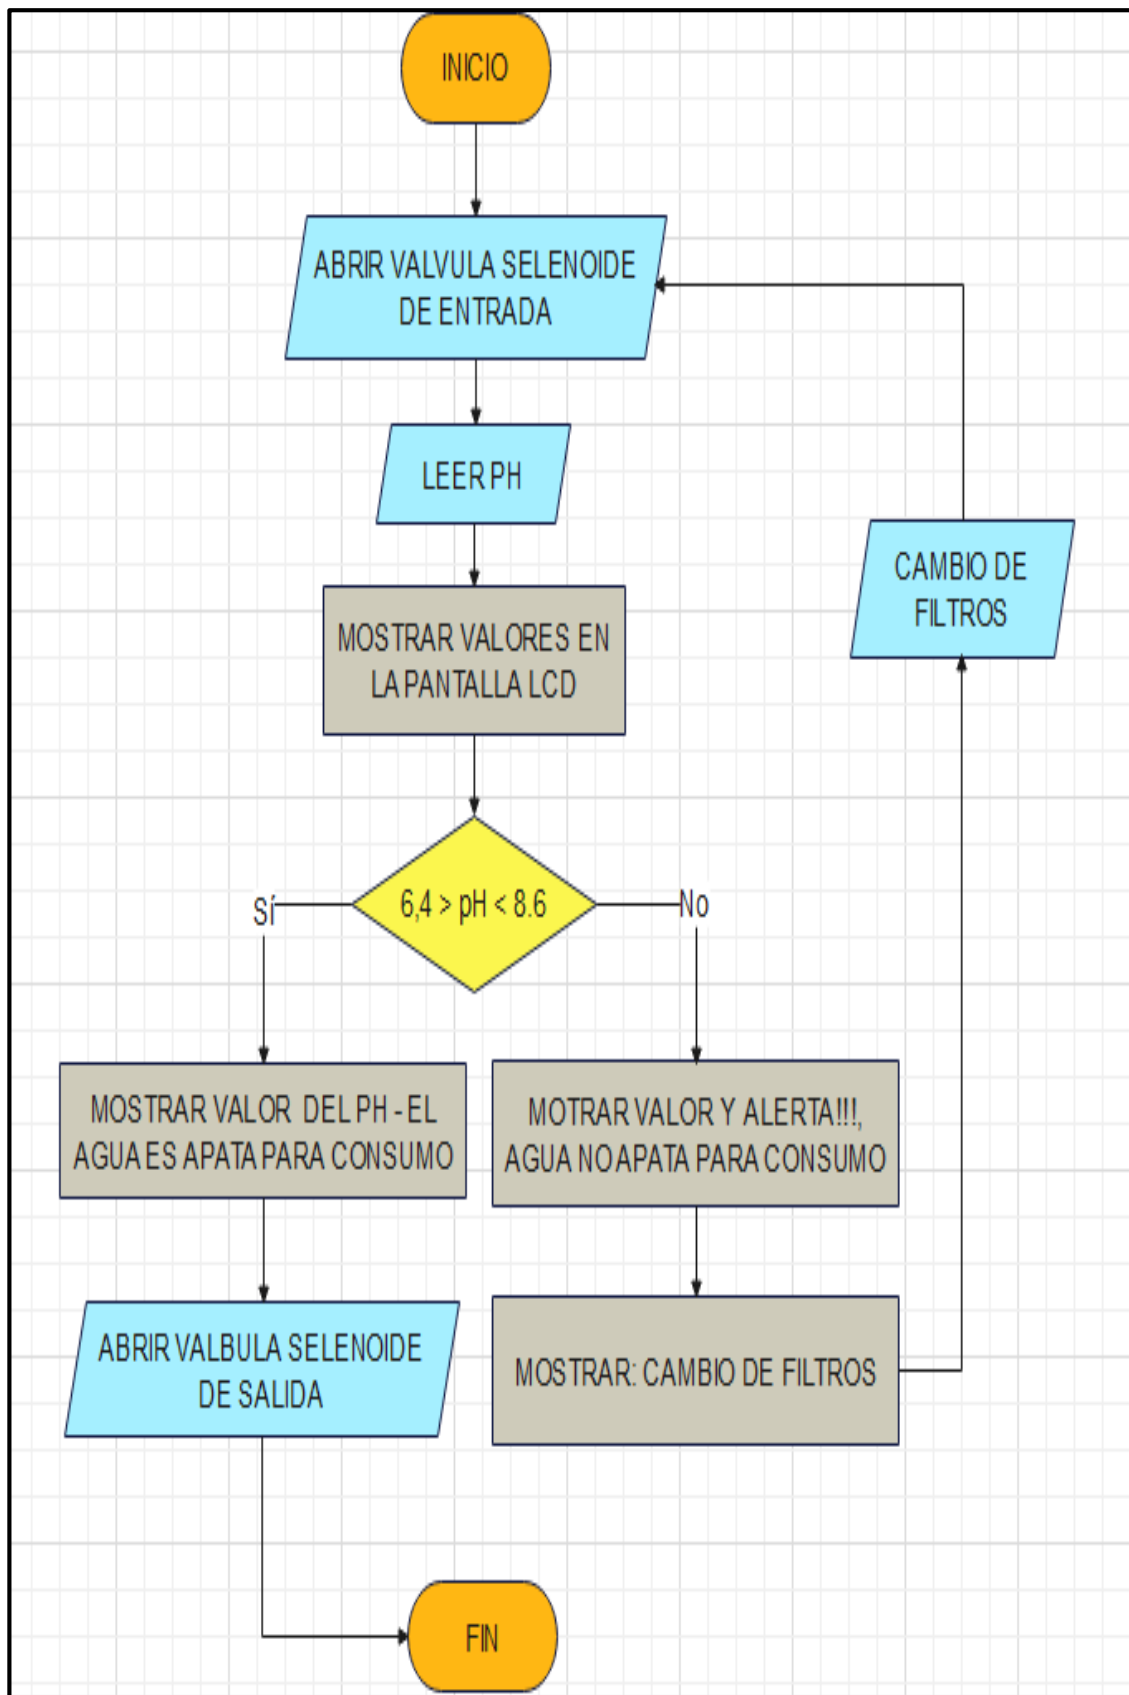 INICIO
ABRIR VALVULA SELENOIDE
DE ENTRADA
LEER PH
MOSTRAR VALORES EN
LA PANTALLA LCD
CAMBIO DE
FILTROS
6,4 > pH < 8.6
Sí
No
MOSTRAR VALOR DEL PH - EL
AGUA ES APATA PARA CONSUMO
MOTRAR VALOR Y ALERTA!!!,
AGUA NO APATA PARA CONSUMO
ABRIR VALBULA SELENOIDE
DE SALIDA
MOSTRAR: CAMBIO DE FILTROS
FIN